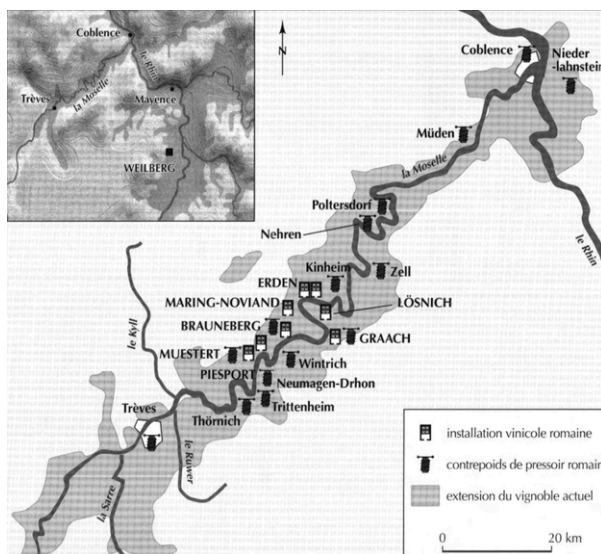 Coblence
le Rhin
Trèves
la Moselle
Mayence
WEILBERG
N
Coblence
Nieder
-lahnstein
Müden
la Moselle
Poltersdorf
Nehren
le Rhin
Kinheim
Zell
ERDEN
MARING-NOVIAND
LÖSNICH
BRAUNEBERG
GRAACH
MUESTERT
Wintrich
PIESPORT
Neumagen-Drhon
Trittenheim
Thörnich
le Kyll
Trèves
le Ruwer
la Sarre
installation vinicole romaine
contrepoids de pressoir romain
extension du vignoble actuel
0 20 km